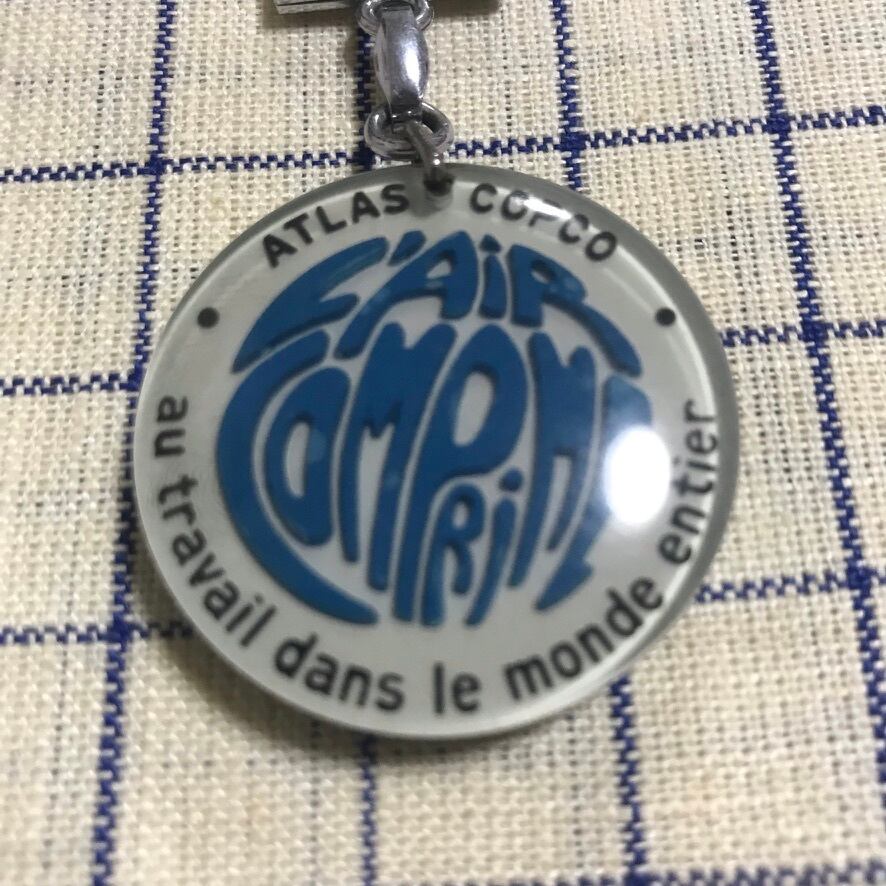 ATLAS COPCO
L'AiR
COMPRiMÉ
au travail dans le monde entier